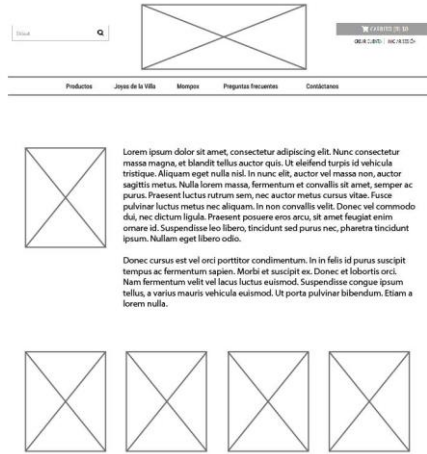 CARRITO
CREAR CUENTA | INICIAR SESIÓN
Productos Joyas de la Villa Mompos Preguntas frecuentes Contáctanos
Lorem ipsum dolor sit amet, consectetur adipiscing elit. Nunc consectetur
massa magna, et blandit tellus auctor quis. Ut eleifend turpis id vehicula
tristique. Aliquam eget nulla nisl. In nunc elit, auctor vel massa non, auctor
sagittis metus. Nulla lorem massa, fermentum et convallis sit amet, semper ac
purus. Praesent luctus rutrum sem, nec auctor metus cursus vitae. Fusce
pulvinar luctus metus nec aliquam. In non convallis velit. Donec vel commodo
dui, nec dictum ligula. Praesent posuere eros arcu, sit amet feugiat enim
ornare id. Suspendisse leo libero, tincidunt sed purus nec, pharetra tincidunt
ipsum. Nullam eget libero odio.
Donec cursus est vel orci porttitor condimentum. In in felis id purus suscipit
tempus ac fermentum sapien. Morbi et suscipit ex. Donec et lobortis orci.
Nam fermentum velit vel lacus luctus euismod. Suspendisse congue ipsum
tellus, a varius mauris vehicula euismod. Ut porta pulvinar bibendum. Etiam a
lorem nulla.